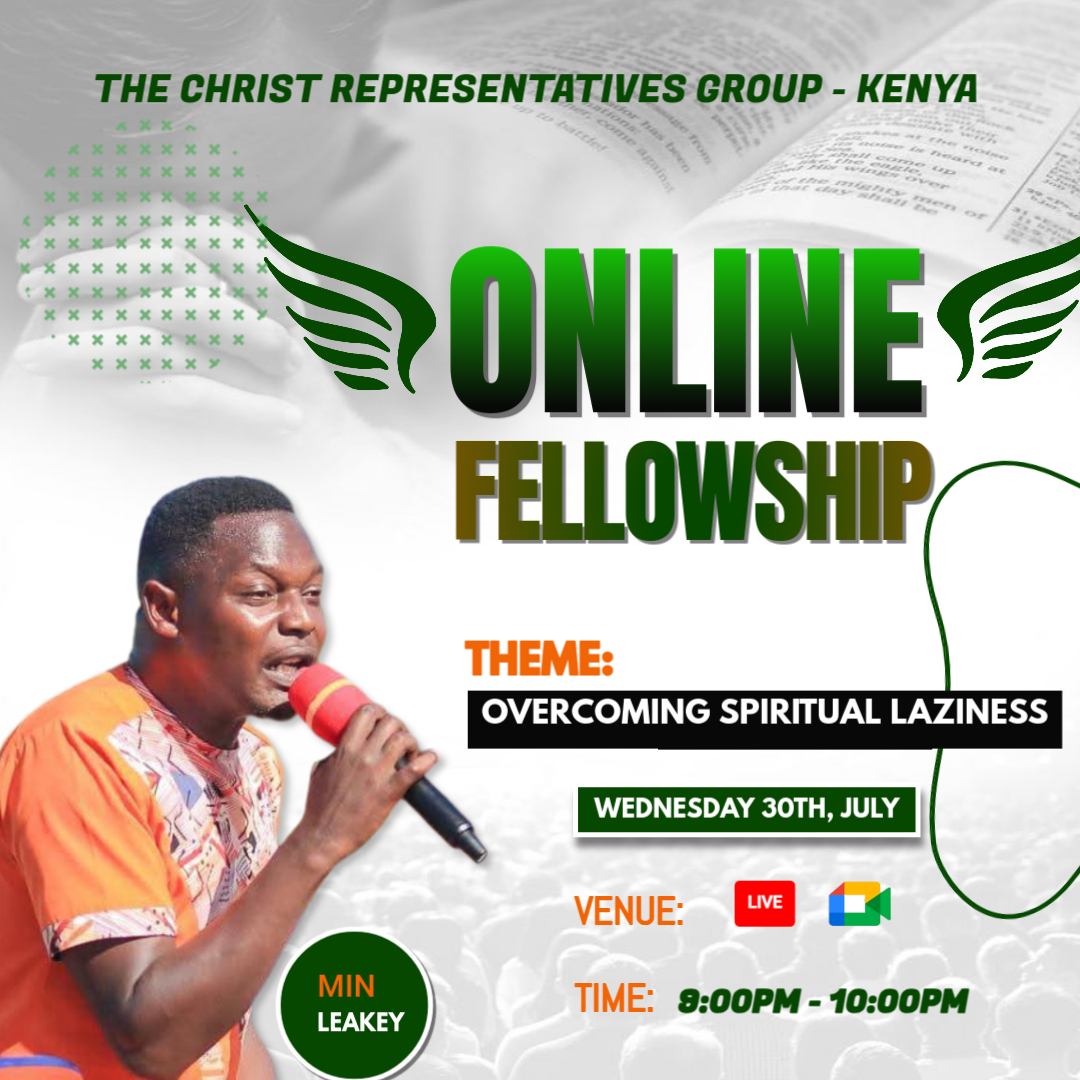 THE CHRIST REPRESENTATIVES GROUP - KENYA
ONLINE
FELLOWSHIP
THEME:
OVERCOMING SPIRITUAL LAZINESS
WEDNESDAY 30TH, JULY
VENUE: LIVE
TIME: 9:00PM - 10:00PM
MIN
LEAKEY